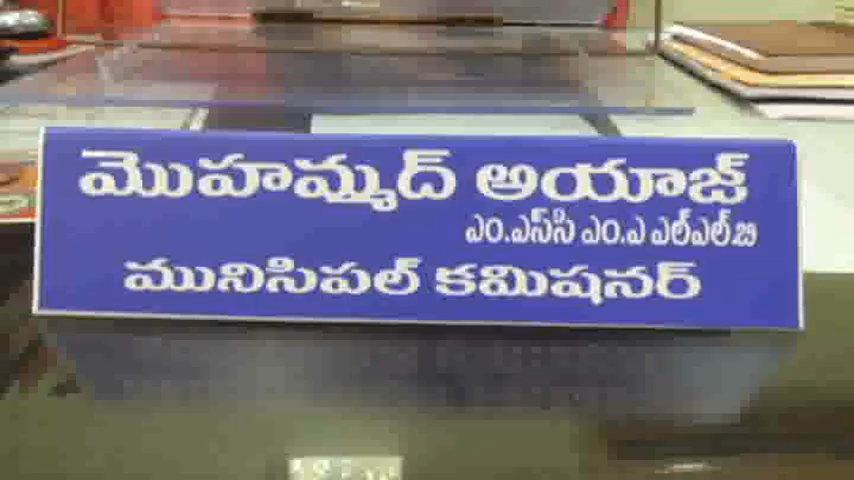 మొహమ్మద్ అయాజ్
ఎం.ఎస్‌సి ఎం.ఎ ఎల్‌ఎల్‌.బి
మునిసిపల్ కమిషనర్